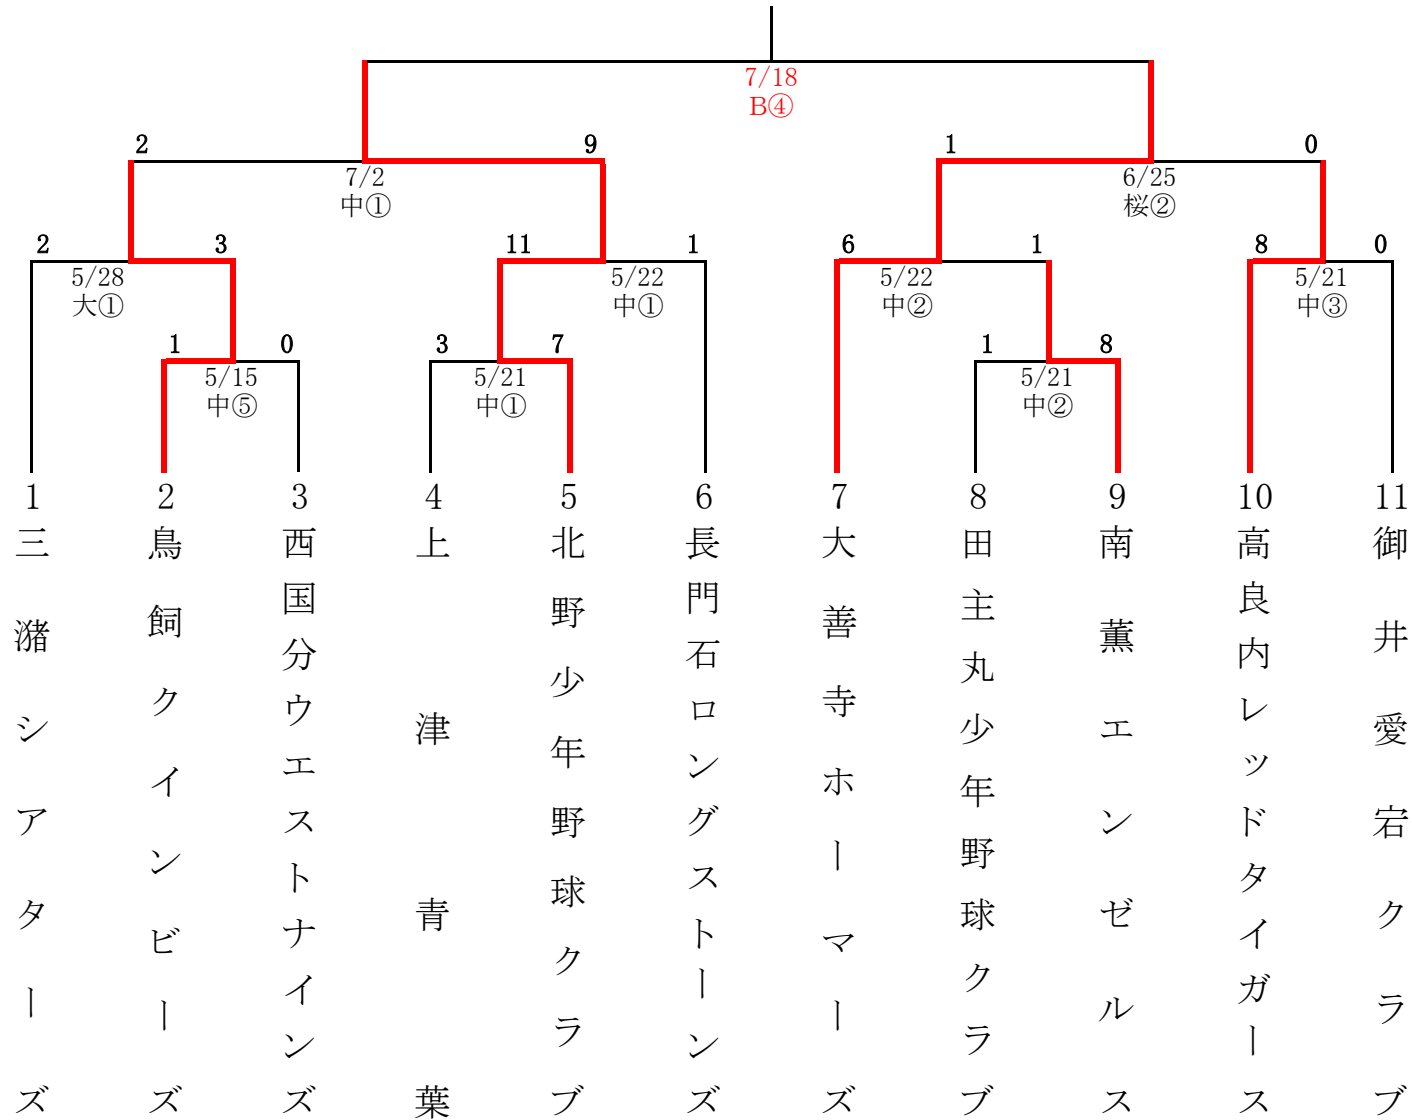 7/18
B④
2
9
1
0
7/2
中①
6/25
桜②
2
3
11
1
6
1
8
0
5/28
大①
5/22
中①
5/22
中②
5/21
中③
1
0
3
7
1
8
5/15
中⑤
5/21
中①
5/21
中②
1
2
3
4
5
6
7
8
9
10
11
三潴シアターズ
鳥飼クインビーズ
西国分ウエストナインズ
上津青葉
北野少年野球クラブ
長門石ロングストーンズ
大善寺ホーマーズ
田主丸少年野球クラブ
南薫エンゼルス
高良内レッドタイガース
御井愛宕クラブ